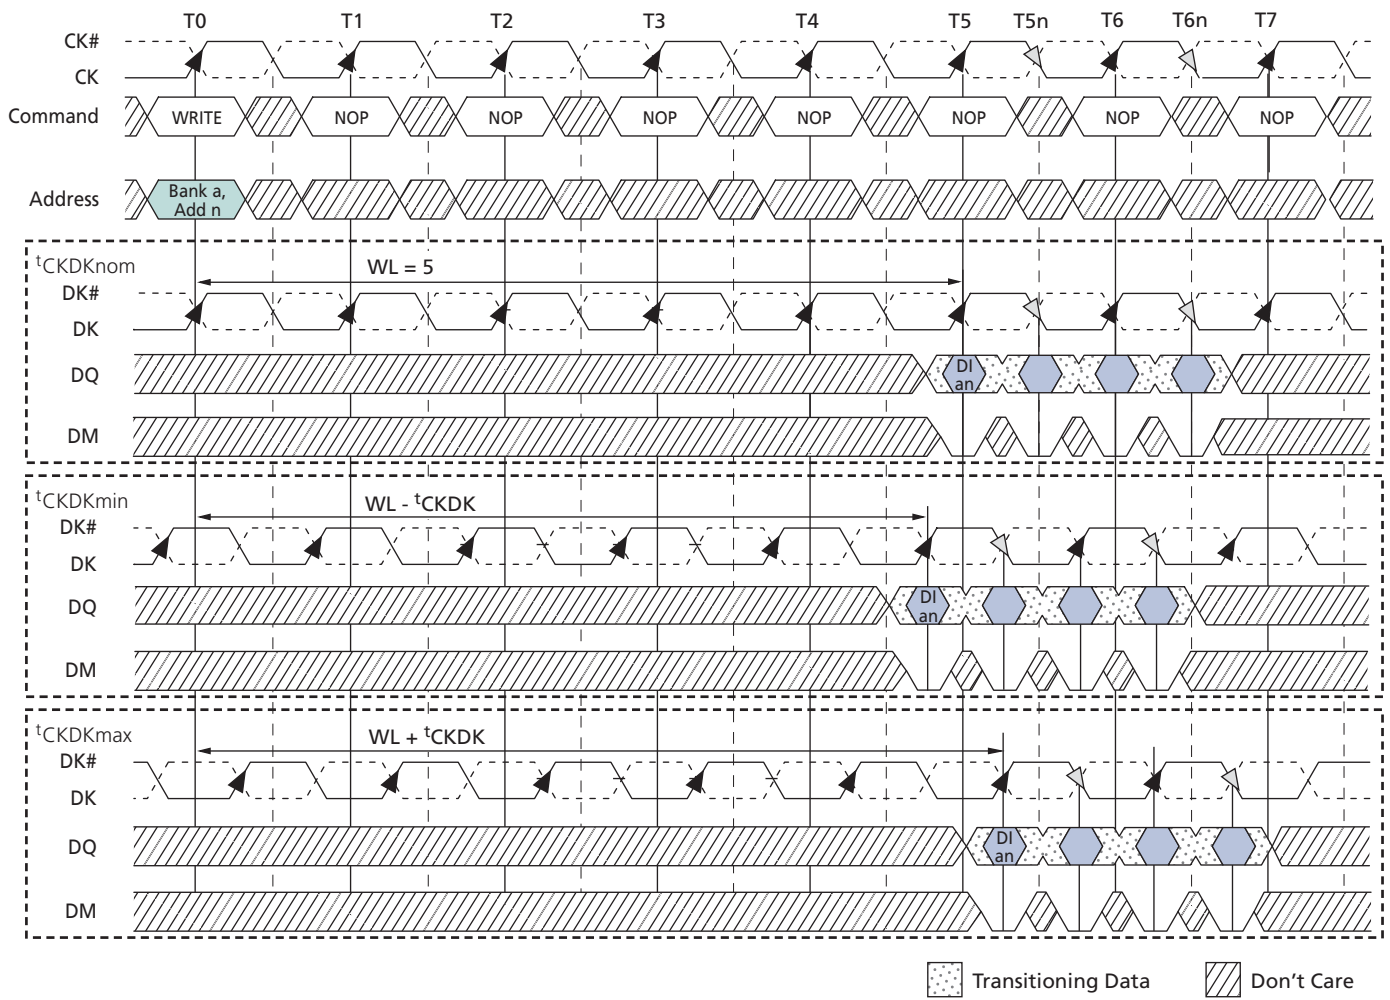 T0 T1 T2 T3 T4 T5 T5n T6 T6n T7
CK#
CK
Command WRITE NOP NOP NOP NOP NOP NOP NOP
Address Bank a,
Add n
tCKDKnom
WL = 5
DK#
DK
DQ DI
an
DM
tCKDKmin
WL - tCKDK
DK#
DK
DQ DI
an
DM
tCKDKmax
WL + tCKDK
DK#
DK
DQ DI
an
DM
Transitioning Data Don't Care